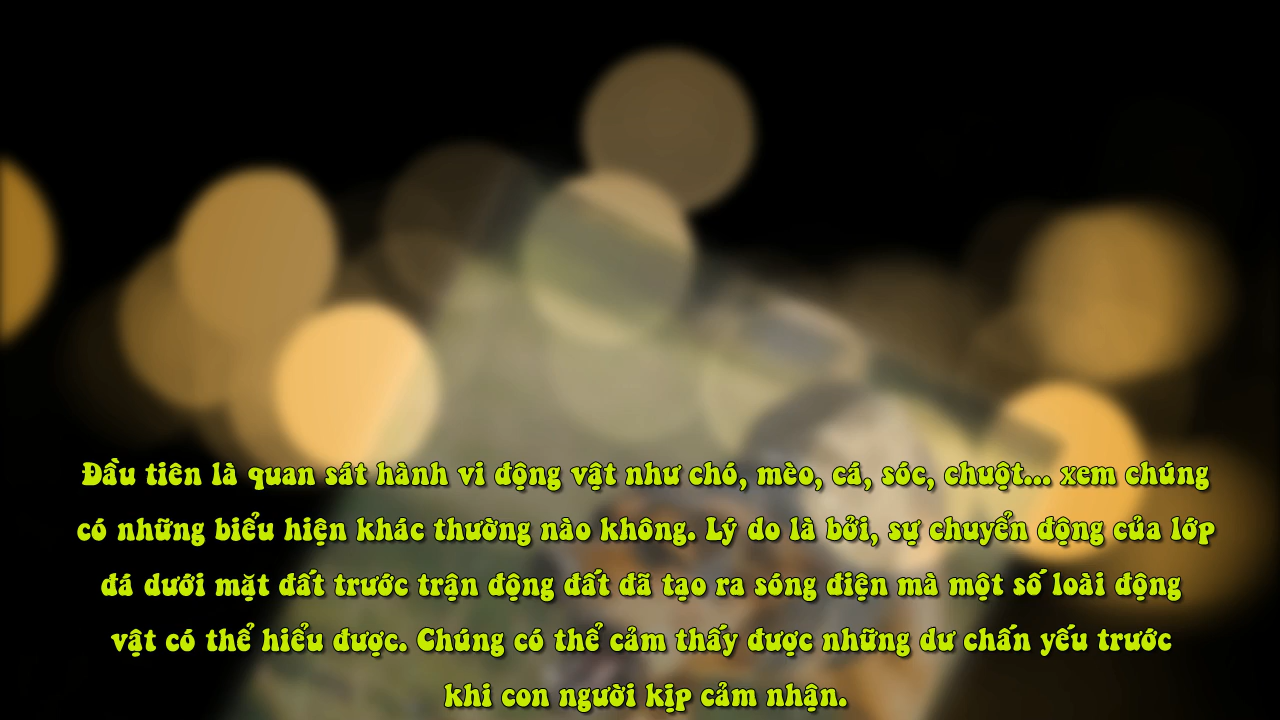 Đầu tiên là quan sát hành vi động vật như chó, mèo, cá, sóc, chuột... xem chúng
có những biểu hiện khác thường nào không. Lý do là bởi, sự chuyển động của lớp
đá dưới mặt đất trước trận động đất đã tạo ra sóng điện mà một số loài động
vật có thể hiểu được. Chúng có thể cảm thấy được những dư chấn yếu trước
khi con người kịp cảm nhận.